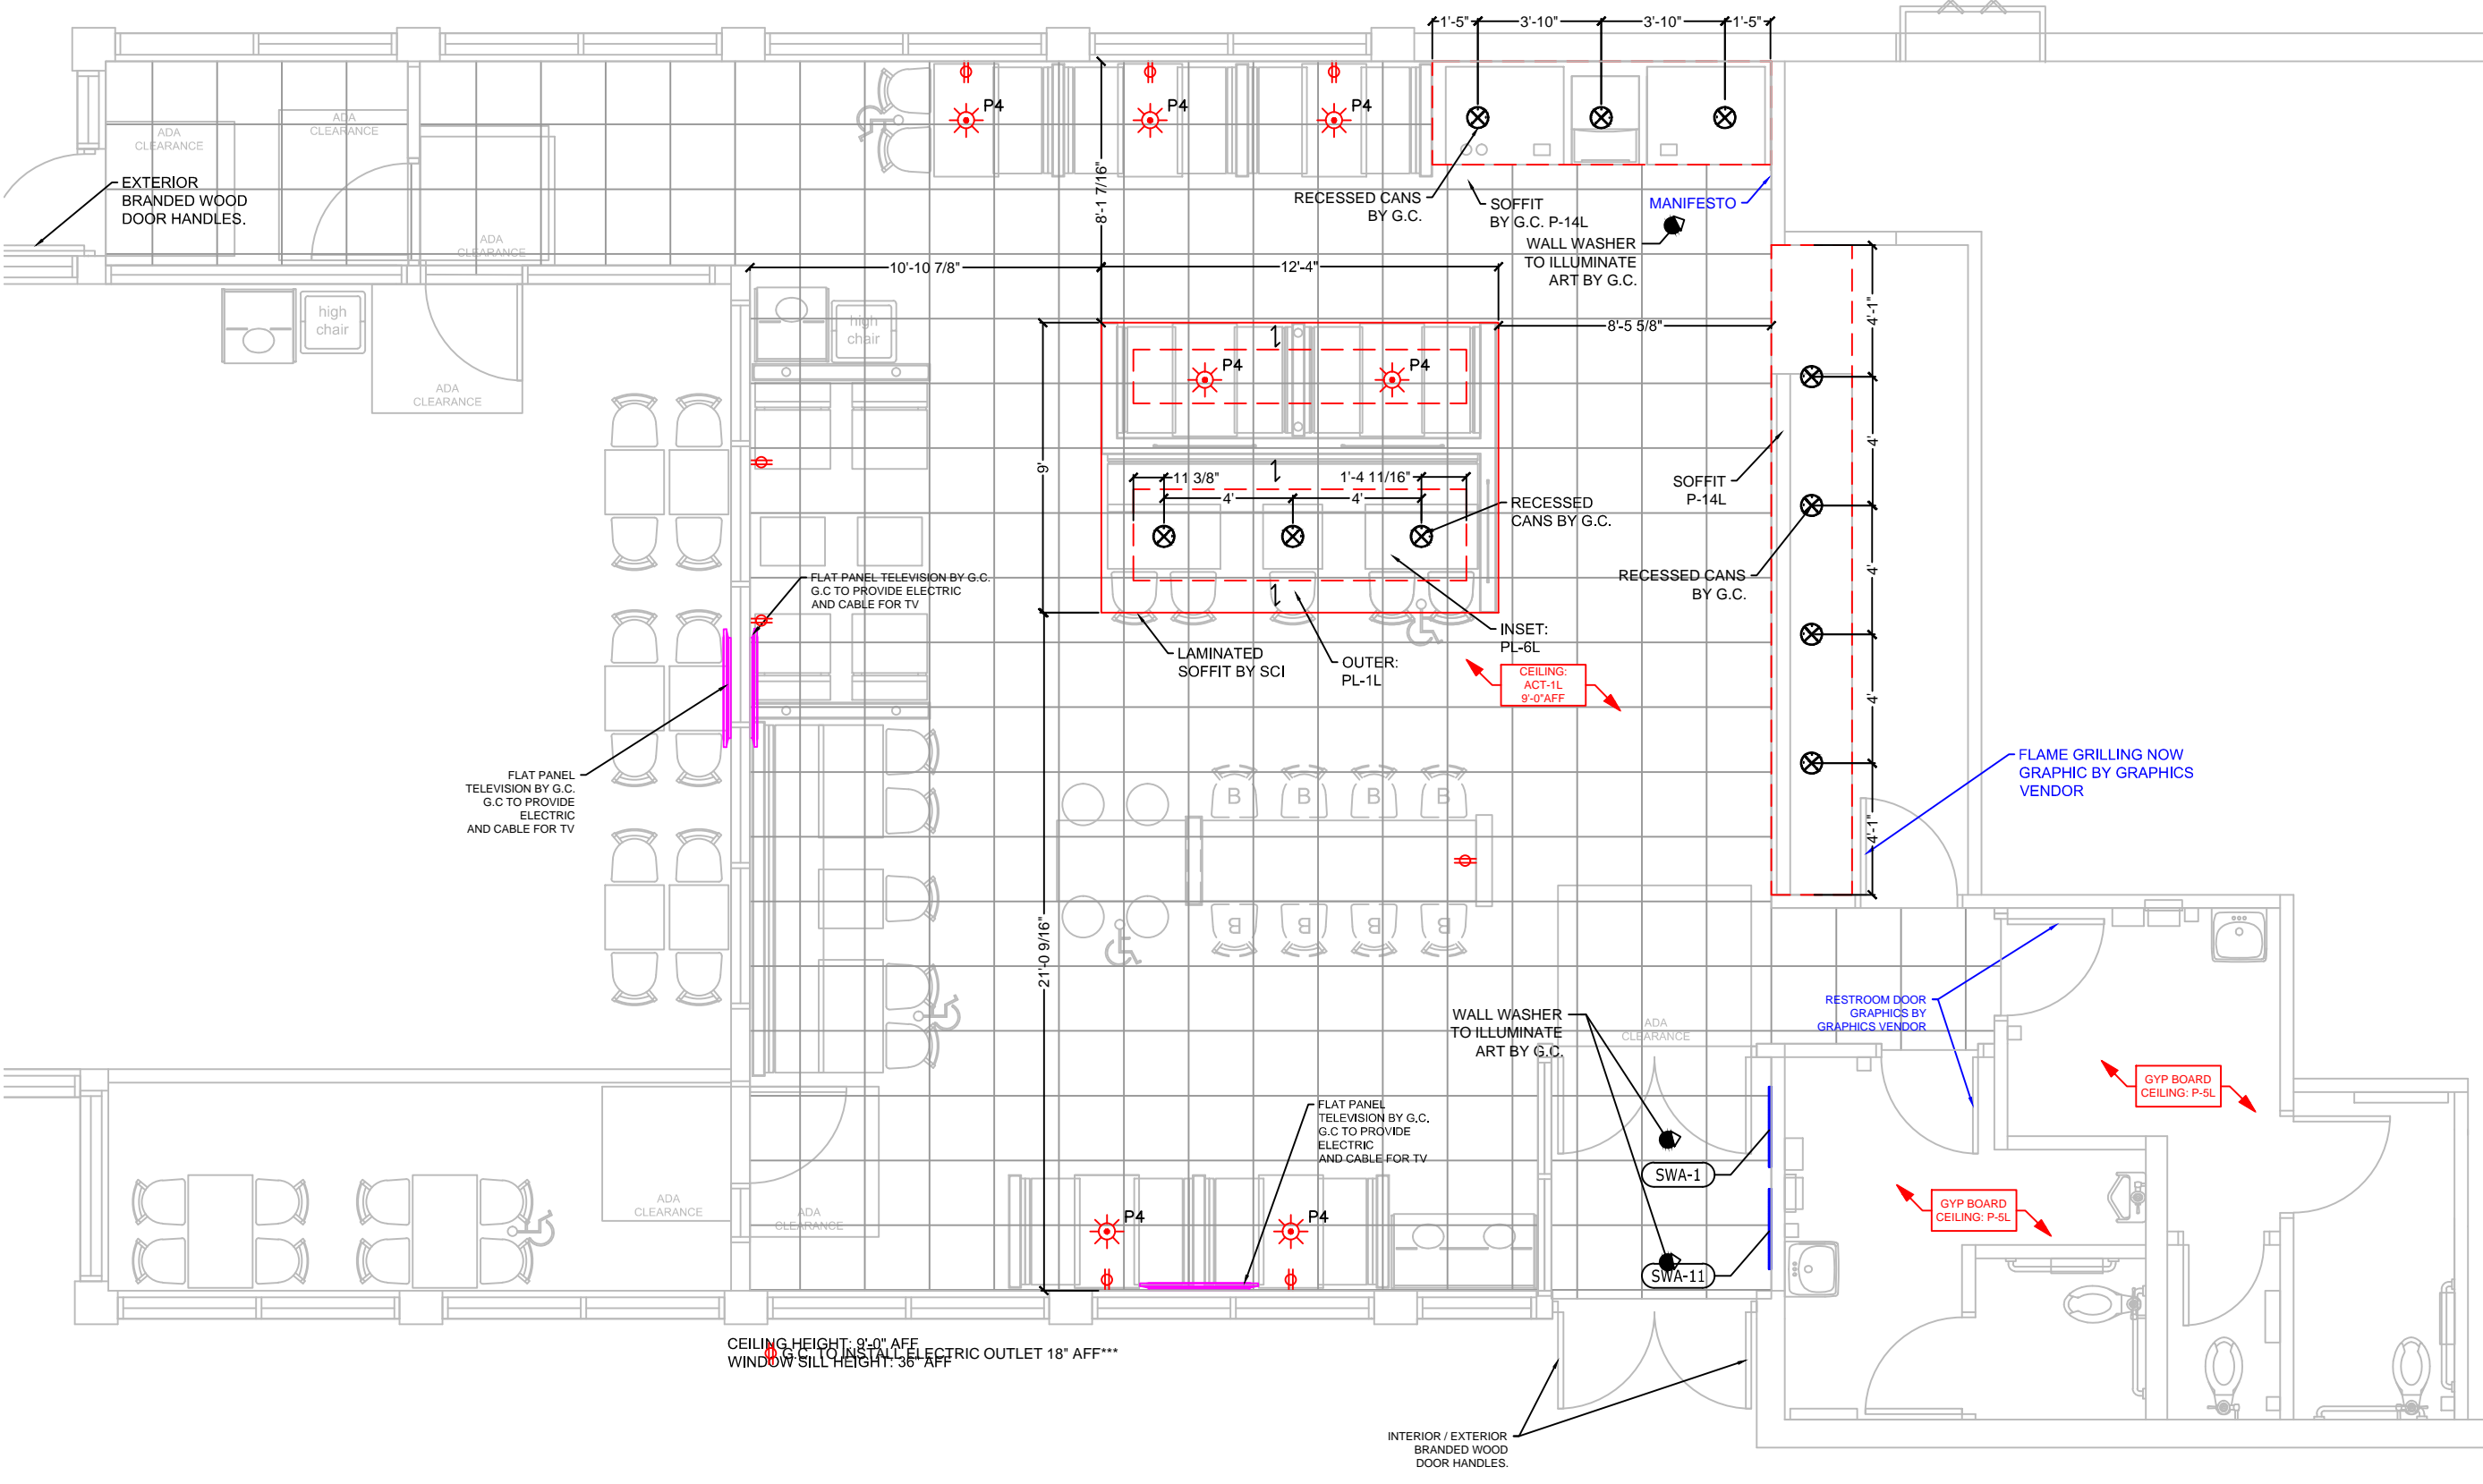 1'-5"
3'-10"
3'-10"
1'-5"
P4
P4
P4
ADA
CLEARANCE
ADA
CLEARANCE
ADA
CLEARANCE
EXTERIOR
BRANDED WOOD
DOOR HANDLES.
8'-1 7/16"
RECESSED CANS
BY G.C.
SOFFIT
BY G.C. P-14L
MANIFESTO
WALL WASHER
TO ILLUMINATE
ART BY G.C.
10'-10 7/8"
12'-4"
8'-5 5/8"
4'-1"
high
chair
high
chair
ADA
CLEARANCE
P4
P4
9'
4'
11 3/8"
1'-4 11/16"
4'
4'
RECESSED
CANS BY G.C.
SOFFIT
P-14L
RECESSED CANS
BY G.C.
4'
4'
4'-1"
FLAT PANEL TELEVISION BY G.C.
G.C TO PROVIDE ELECTRIC
AND CABLE FOR TV
LAMINATED
SOFFIT BY SCI
OUTER:
PL-1L
INSET:
PL-6L
CEILING:
ACT-1L
9'-0"AFF
FLAT PANEL
TELEVISION BY G.C.
G.C TO PROVIDE
ELECTRIC
AND CABLE FOR TV
FLAME GRILLING NOW
GRAPHIC BY GRAPHICS
VENDOR
B
B
B
B
B
B
B
B
21'-0 9/16"
WALL WASHER
TO ILLUMINATE
ART BY G.C.
ADA
CLEARANCE
RESTROOM DOOR
GRAPHICS BY
GRAPHICS VENDOR
GYP BOARD
CEILING: P-5L
GYP BOARD
CEILING: P-5L
FLAT PANEL
TELEVISION BY G.C.
G.C TO PROVIDE
ELECTRIC
AND CABLE FOR TV
SWA-1
SWA-11
ADA
CLEARANCE
ADA
CLEARANCE
P4
P4
CEILING HEIGHT: 9'-0" AFF
G.C. TO INSTALL ELECTRIC OUTLET 18" AFF***
WINDOW SILL HEIGHT: 36" AFF
INTERIOR / EXTERIOR
BRANDED WOOD
DOOR HANDLES.